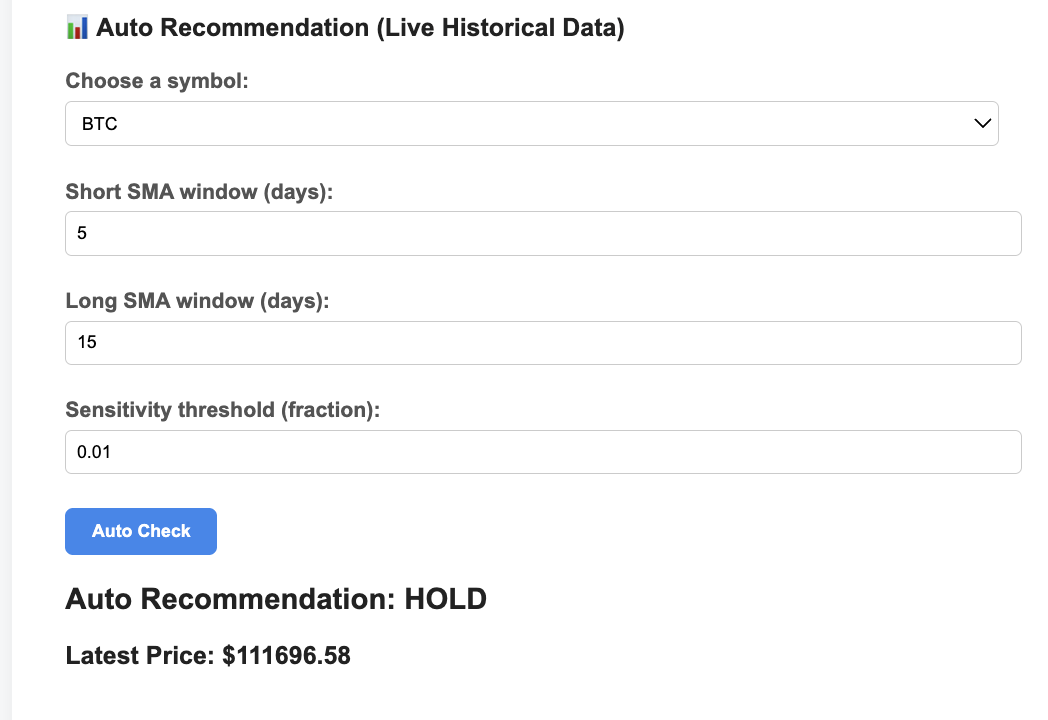 📊 Auto Recommendation (Live Historical Data)
Choose a symbol:
BTC
Short SMA window (days):
5
Long SMA window (days):
15
Sensitivity threshold (fraction):
0.01
Auto Check
Auto Recommendation: HOLD
Latest Price: $111696.58